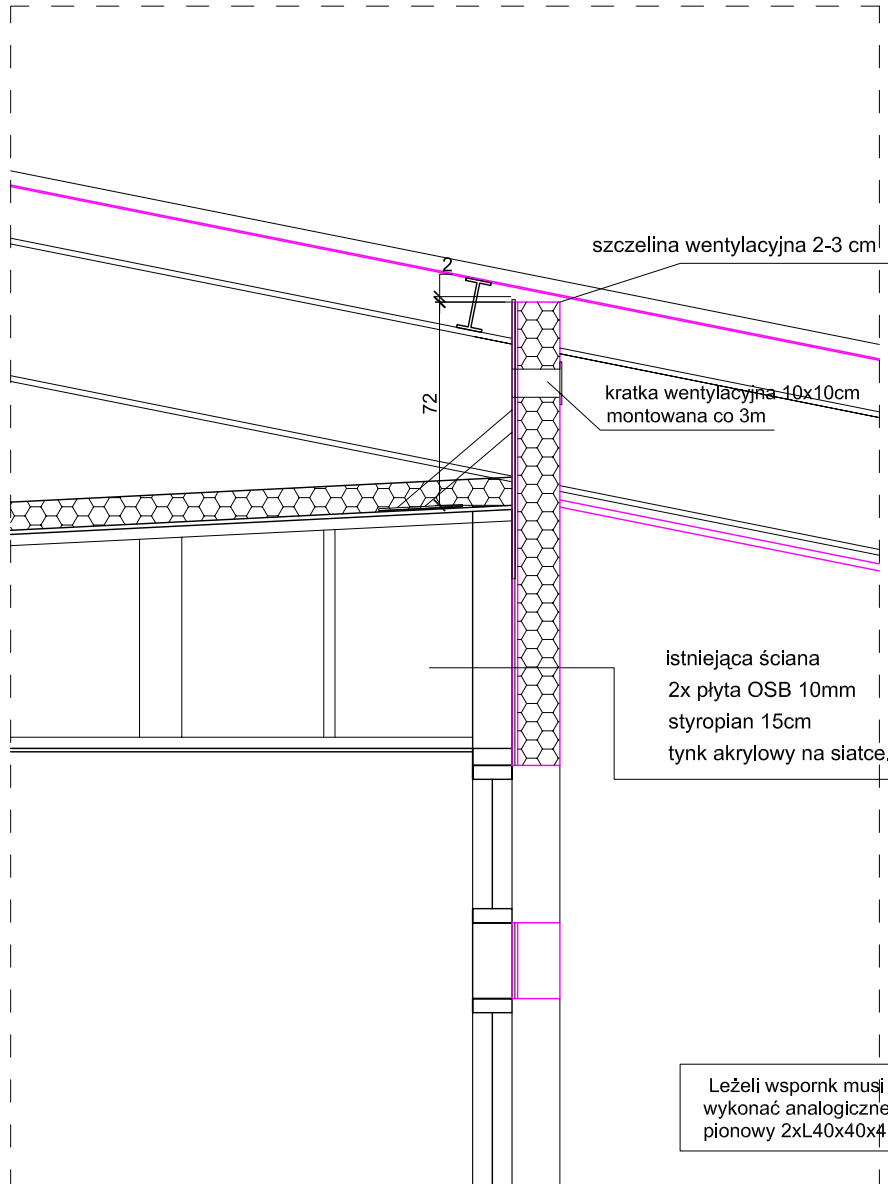 szczelina wentylacyjna 2-3 cm
2
kratka wentylacyjna 10x10cm
montowana co 3m
72
istniejąca ściana
2x płyta OSB 10mm
styropian 15cm
tynk akrylowy na siatce.
Leżeli wspornk musi
wykonać analogiczne
pionowy 2xL40x40x4